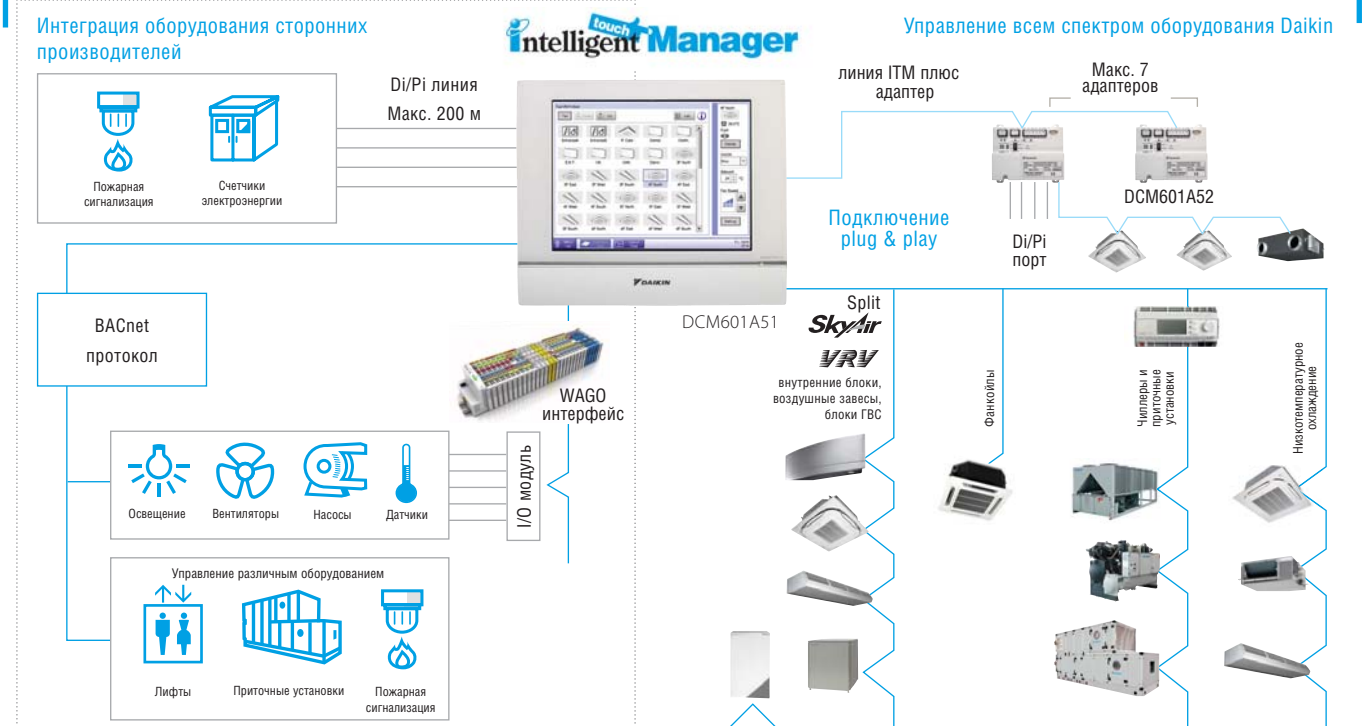 Интеграция оборудования сторонних
производителей
touch
intelligent Manager
Управление всем спектром оборудования Daikin
Di/Pi линия
Макс. 200 м
Пожарная
сигнализация
Счетчики
электроэнергии
линия ITM плюс
адаптер
Макс. 7
адаптеров
DCM601A52
Подключение
plug & play
Di/Pi
порт
DAIKIN
DCM601A51
BACnet
протокол
WAGO
интерфейс
Split
SkyAir
VRV
внутренние блоки,
воздушные завесы,
блоки ГВС
Фанкойлы
Чиллеры и
приточные
установки
Низкотемпературное
охлаждение
Освещение
Вентиляторы
Насосы
Датчики
I/O модуль
Управление различным оборудованием
Лифты
Приточные установки
Пожарная
сигнализация